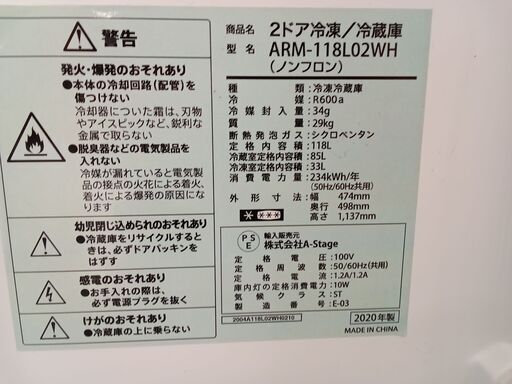 警告
発火・爆発のおそれあり
●本体の冷却回路（配管）を
傷つけない
冷却器についた霜は、刃物
やアイスピックなど、鋭利な
金属で取らない
●脱臭器などの電気製品を
入れない
冷媒が漏れていると電気製
品の接点の火花による着火、
着火による爆発の原因に
なります
幼児閉じ込められのおそれあり
●冷蔵庫をリサイクルすると
きは、必ずドアパッキンを
はずす
感電のおそれあり
●お手入れの際は、
必ず電源プラグを抜く
けがのおそれあり
●冷蔵庫の上に乗らない
商品名 2ドア冷凍／冷蔵庫
型名 ARM-118L02WH
（ノンフロン）
種類：冷凍冷蔵庫
冷媒：R600a
冷媒封入量：34g
質量：29kg
断熱発泡ガス：シクロペンタン
定格内容積：118L
冷蔵室定格内容積：85L
冷凍室定格内容積：33L
消費電力量：234kWh/年
(50Hz/60Hz共用)
外形寸法：幅 474mm
奥行 498mm
高さ 1,137mm
PSE 輸入販売元
株式会社A-Stage
定格電圧：100V
定格周波数：50/60Hz(共用)
定格電流：1.2A/1.2A
庫内灯の定格消費電力：10W
気候クラス：ST
製造番号：E-03
2004A118L02WH0210
2020年製
MADE IN CHINA